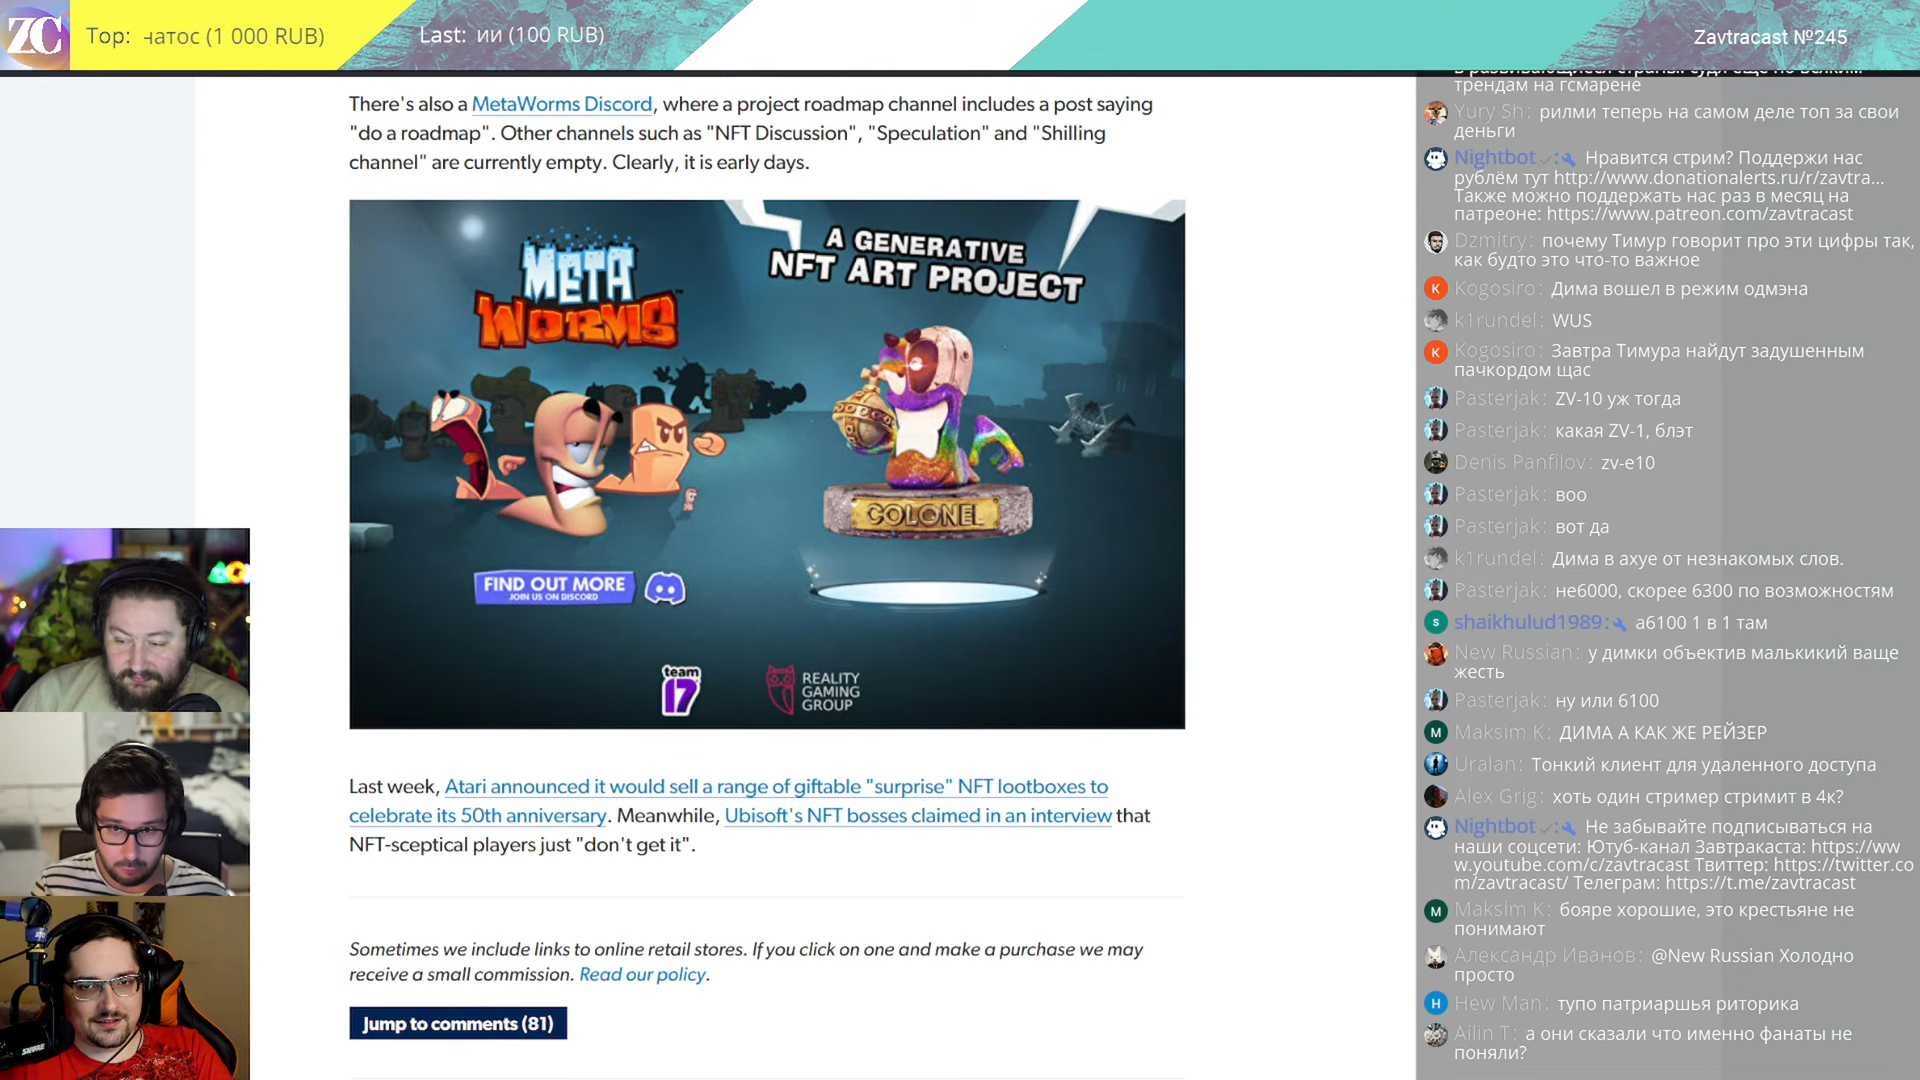 ZC
Top: чатос (1 000 RUB)
Last: ии (100 RUB)
Zavtracast №245
There's also a MetaWorms Discord, where a project roadmap channel includes a post saying
"do a roadmap". Other channels such as "NFT Discussion", "Speculation" and "Shilling
channel" are currently empty. Clearly, it is early days.
META
WORMS
A GENERATIVE
NFT ART PROJECT
COLONEL
FIND OUT MORE
JOIN US ON DISCORD
team
17
REALITY
GAMING
GROUP
Last week, Atari announced it would sell a range of giftable "surprise" NFT lootboxes to
celebrate its 50th anniversary. Meanwhile, Ubisoft's NFT bosses claimed in an interview that
NFT-sceptical players just "don't get it".
Sometimes we include links to online retail stores. If you click on one and make a purchase we may
receive a small commission. Read our policy.
Jump to comments (81)
SHURE
трендам на гсмарене
Yury Sh: рилми теперь на самом деле топ за свои
деньги
Nightbot : Нравится стрим? Поддержи нас
рублём тут http://www.donationalerts.ru/r/zavtra...
Также можно поддержать нас раз в месяц на
патреоне: https://www.patreon.com/zavtracast
Dzmitry: почему Тимур говорит про эти цифры так,
как будто это что-то важное
Kogosiro: Дима вошел в режим одмэна
k1rundel: WUS
Kogosiro: Завтра Тимура найдут задушенным
пачкордом щас
Pasterjak: ZV-10 уж тогда
Pasterjak: какая ZV-1, блэт
Denis Panfilov: zv-e10
Pasterjak: воо
Pasterjak: вот да
k1rundel: Дима в ахуе от незнакомых слов.
Pasterjak: не6000, скорее 6300 по возможностям
shaikhulud1989: а6100 1 в 1 там
New Russian: у димки объектив малькикий ваще
жесть
Pasterjak: ну или 6100
Maksim K: ДИМА А КАК ЖЕ РЕЙЗЕР
Uralan: Тонкий клиент для удаленного доступа
Alex Grig: хоть один стример стримит в 4к?
Nightbot : Не забывайте подписываться на
наши соцсети: Ютуб-канал Завтракаста: https://ww
w.youtube.com/c/zavtracast Твиттер: https://twitter.co
m/zavtracast/ Телеграм: https://t.me/zavtracast
Maksim K: бояре хорошие, это крестьяне не
понимают
Александр Иванов: @New Russian Холодно
просто
Hew Man: тупо патриаршья риторика
Ailin T: а они сказали что именно фанаты не
поняли?